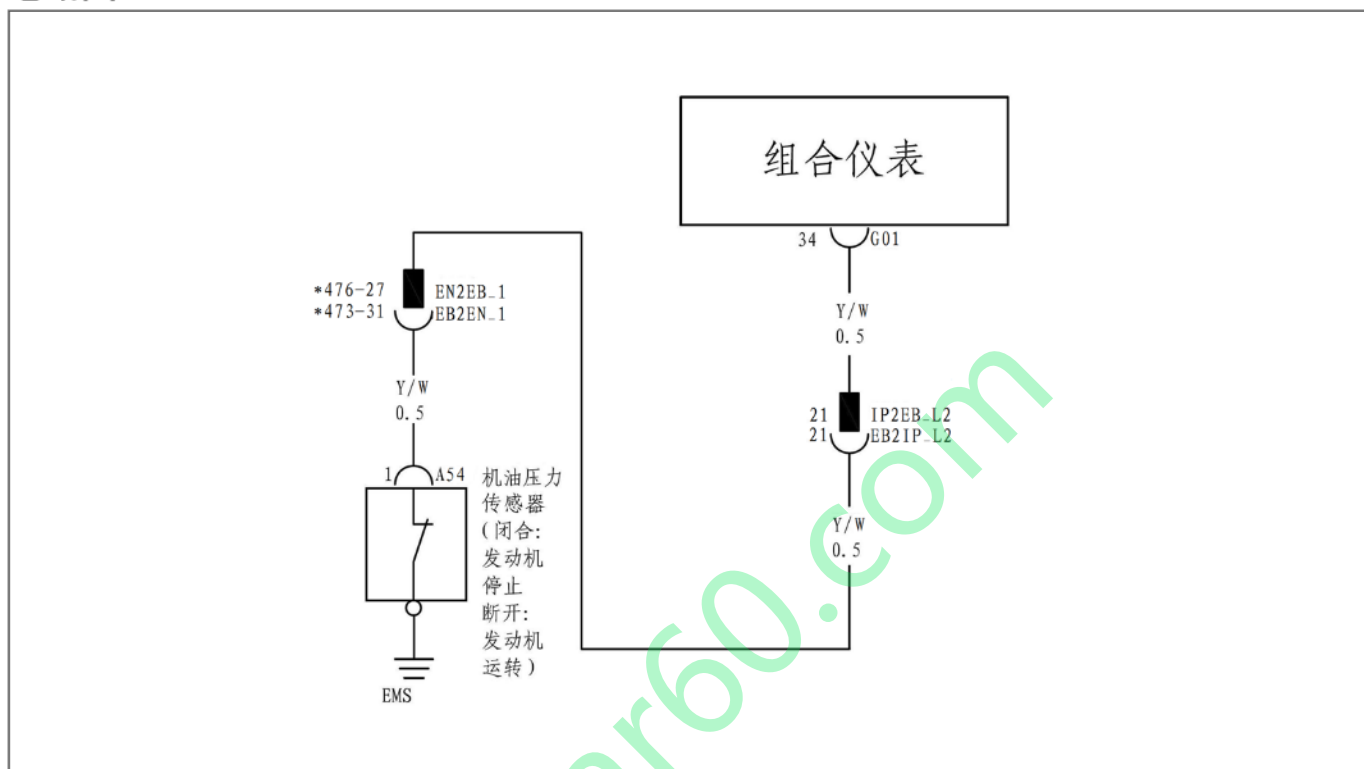 组合仪表
34 G01
*476-27 EN2EB_1
*473-31 EB2EN_1
Y/W
0.5
Y/W
0.5
21 IP2EB_L2
21 EB2IP_L2
1 A54 机油压力
传感器
(闭合:
发动机
停止
断开:
发动机
运转)
Y/W
0.5
EMS
r60.com